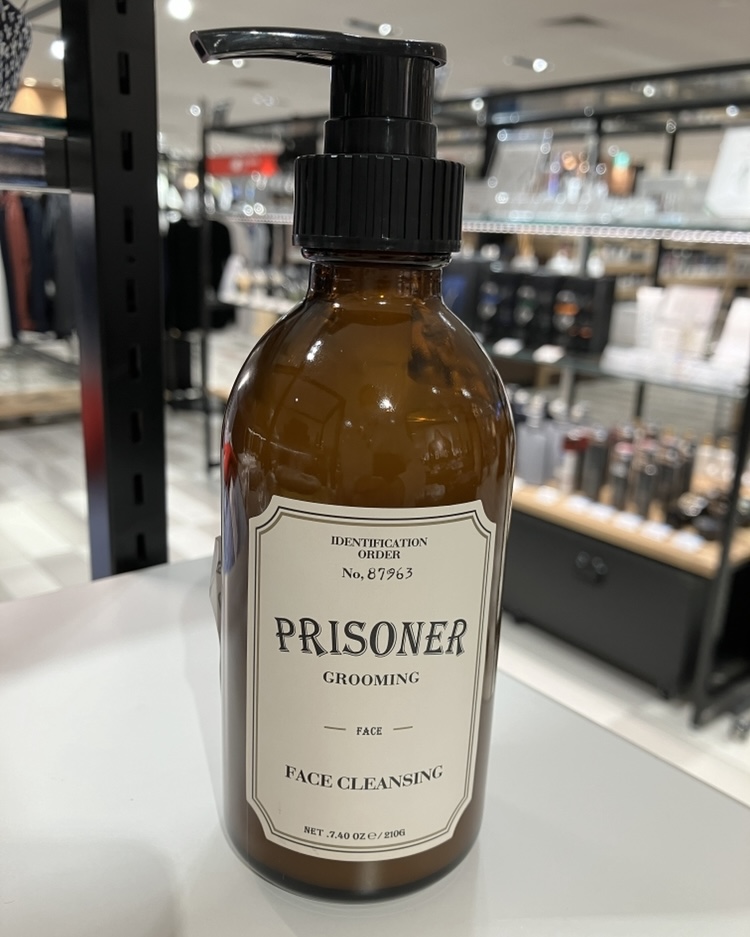 IDENTIFICATION
ORDER
No, 87963
PRISONER
GROOMING
FACE
FACE CLEANSING
NET .7.40 OZ ℮/210G